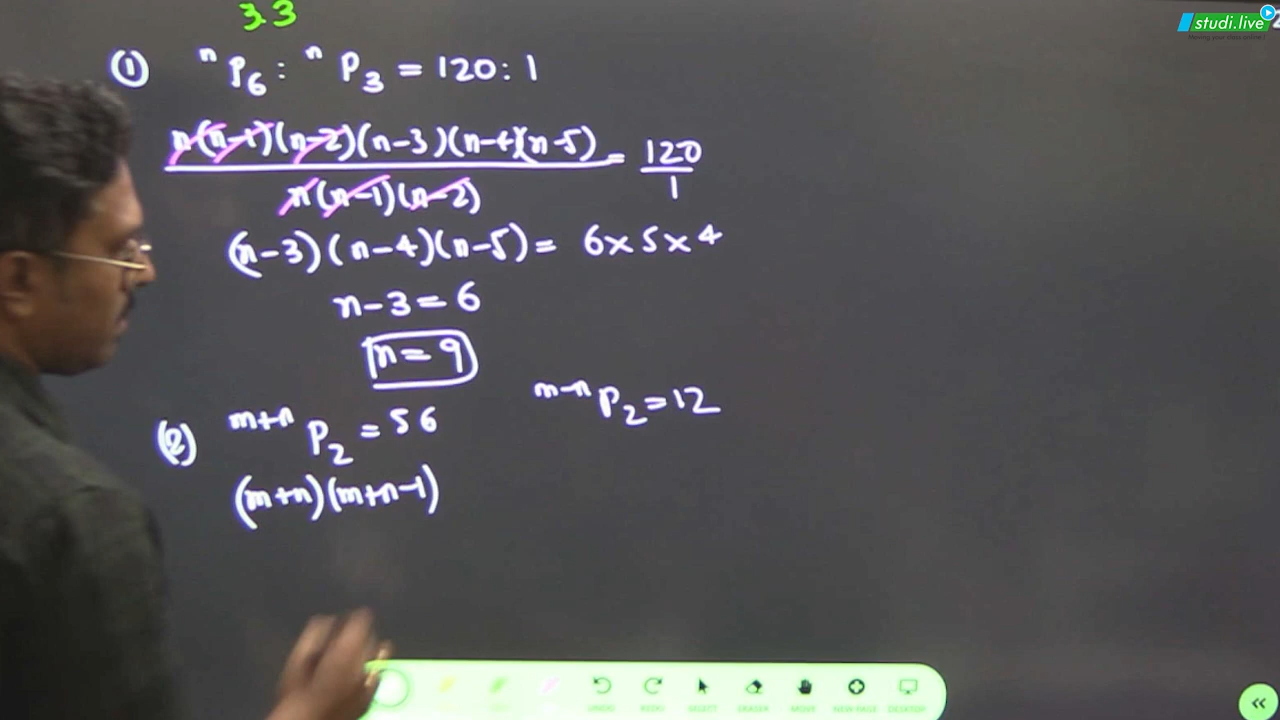 33
studi.live
(1) ⁿP₆ : ⁿP₃ = 120 : 1
n(n-1)(n-2)(n-3)(n-4)(n-5) / n(n-1)(n-2) = 120/1
(n-3)(n-4)(n-5) = 6×5×4
n-3 = 6
n = 9
(2) ᵐ⁺ⁿP₂ = 56 ᵐ⁻ⁿP₂ = 12
(m+n)(m+n-1)
UNDO REDO SELECT ERASER MOVE NEW PAGE DESKTOP